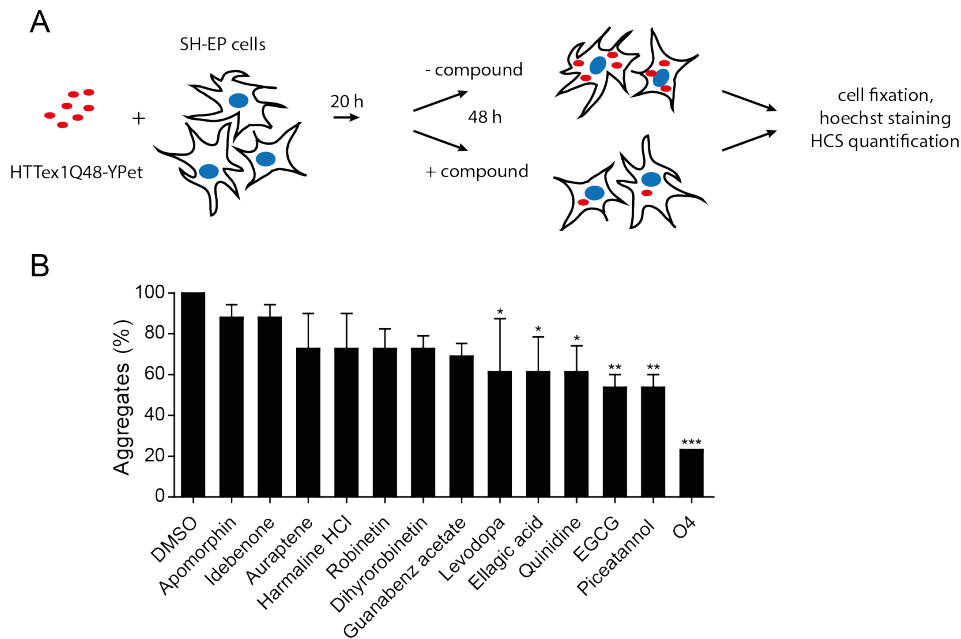 A
SH-EP cells
HTTex1Q48-YPet
+
20 h
- compound
48 h
+ compound
cell fixation,
hoechst staining
HCS quantification
B
Aggregates (%)
100
80
60
40
20
0
*
*
*
**
**
***
DMSO
Apomorphin
Idebenone
Auraptene
Harmaline HCl
Robinetin
Dihyrorobinetin
Guanabenz acetate
Levodopa
Ellagic acid
Quinidine
EGCG
Piceatannol
O4